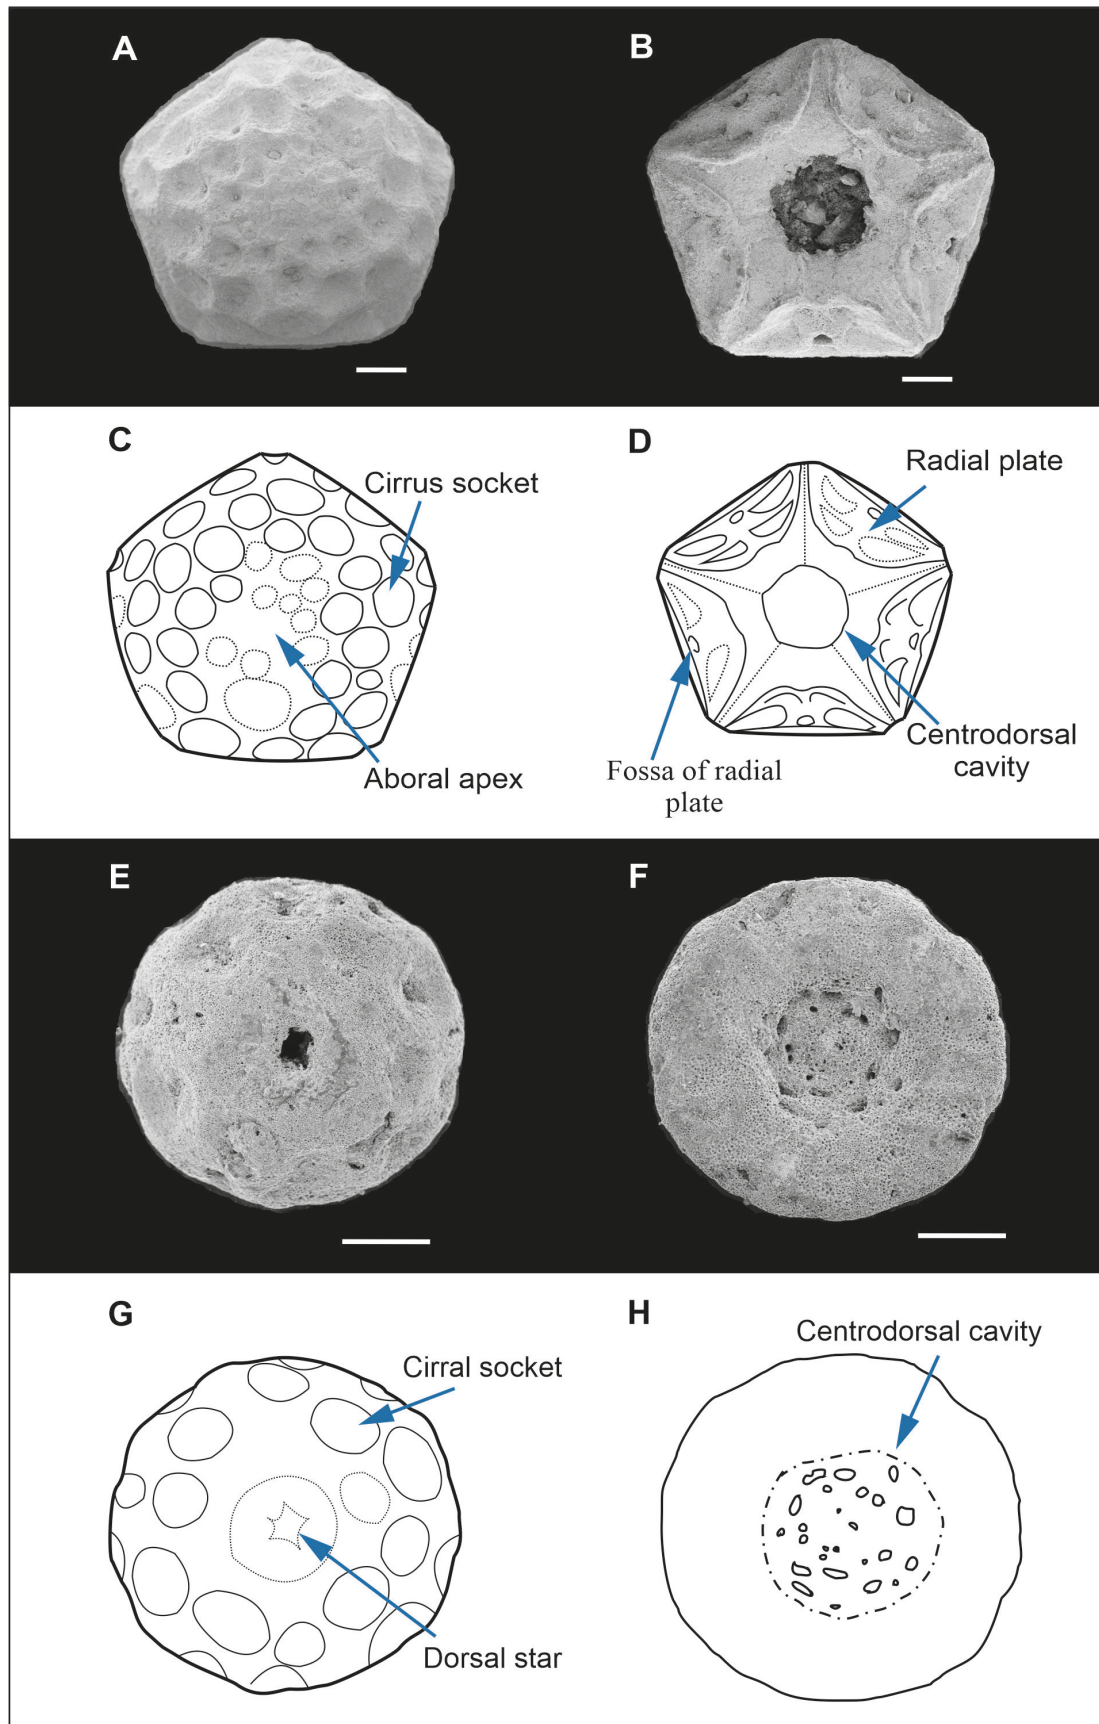 A
B
C
Cirrus socket
Aboral apex
D
Radial plate
Centrodorsal
cavity
Fossa of radial
plate
E
F
G
Cirral socket
Dorsal star
H
Centrodorsal cavity